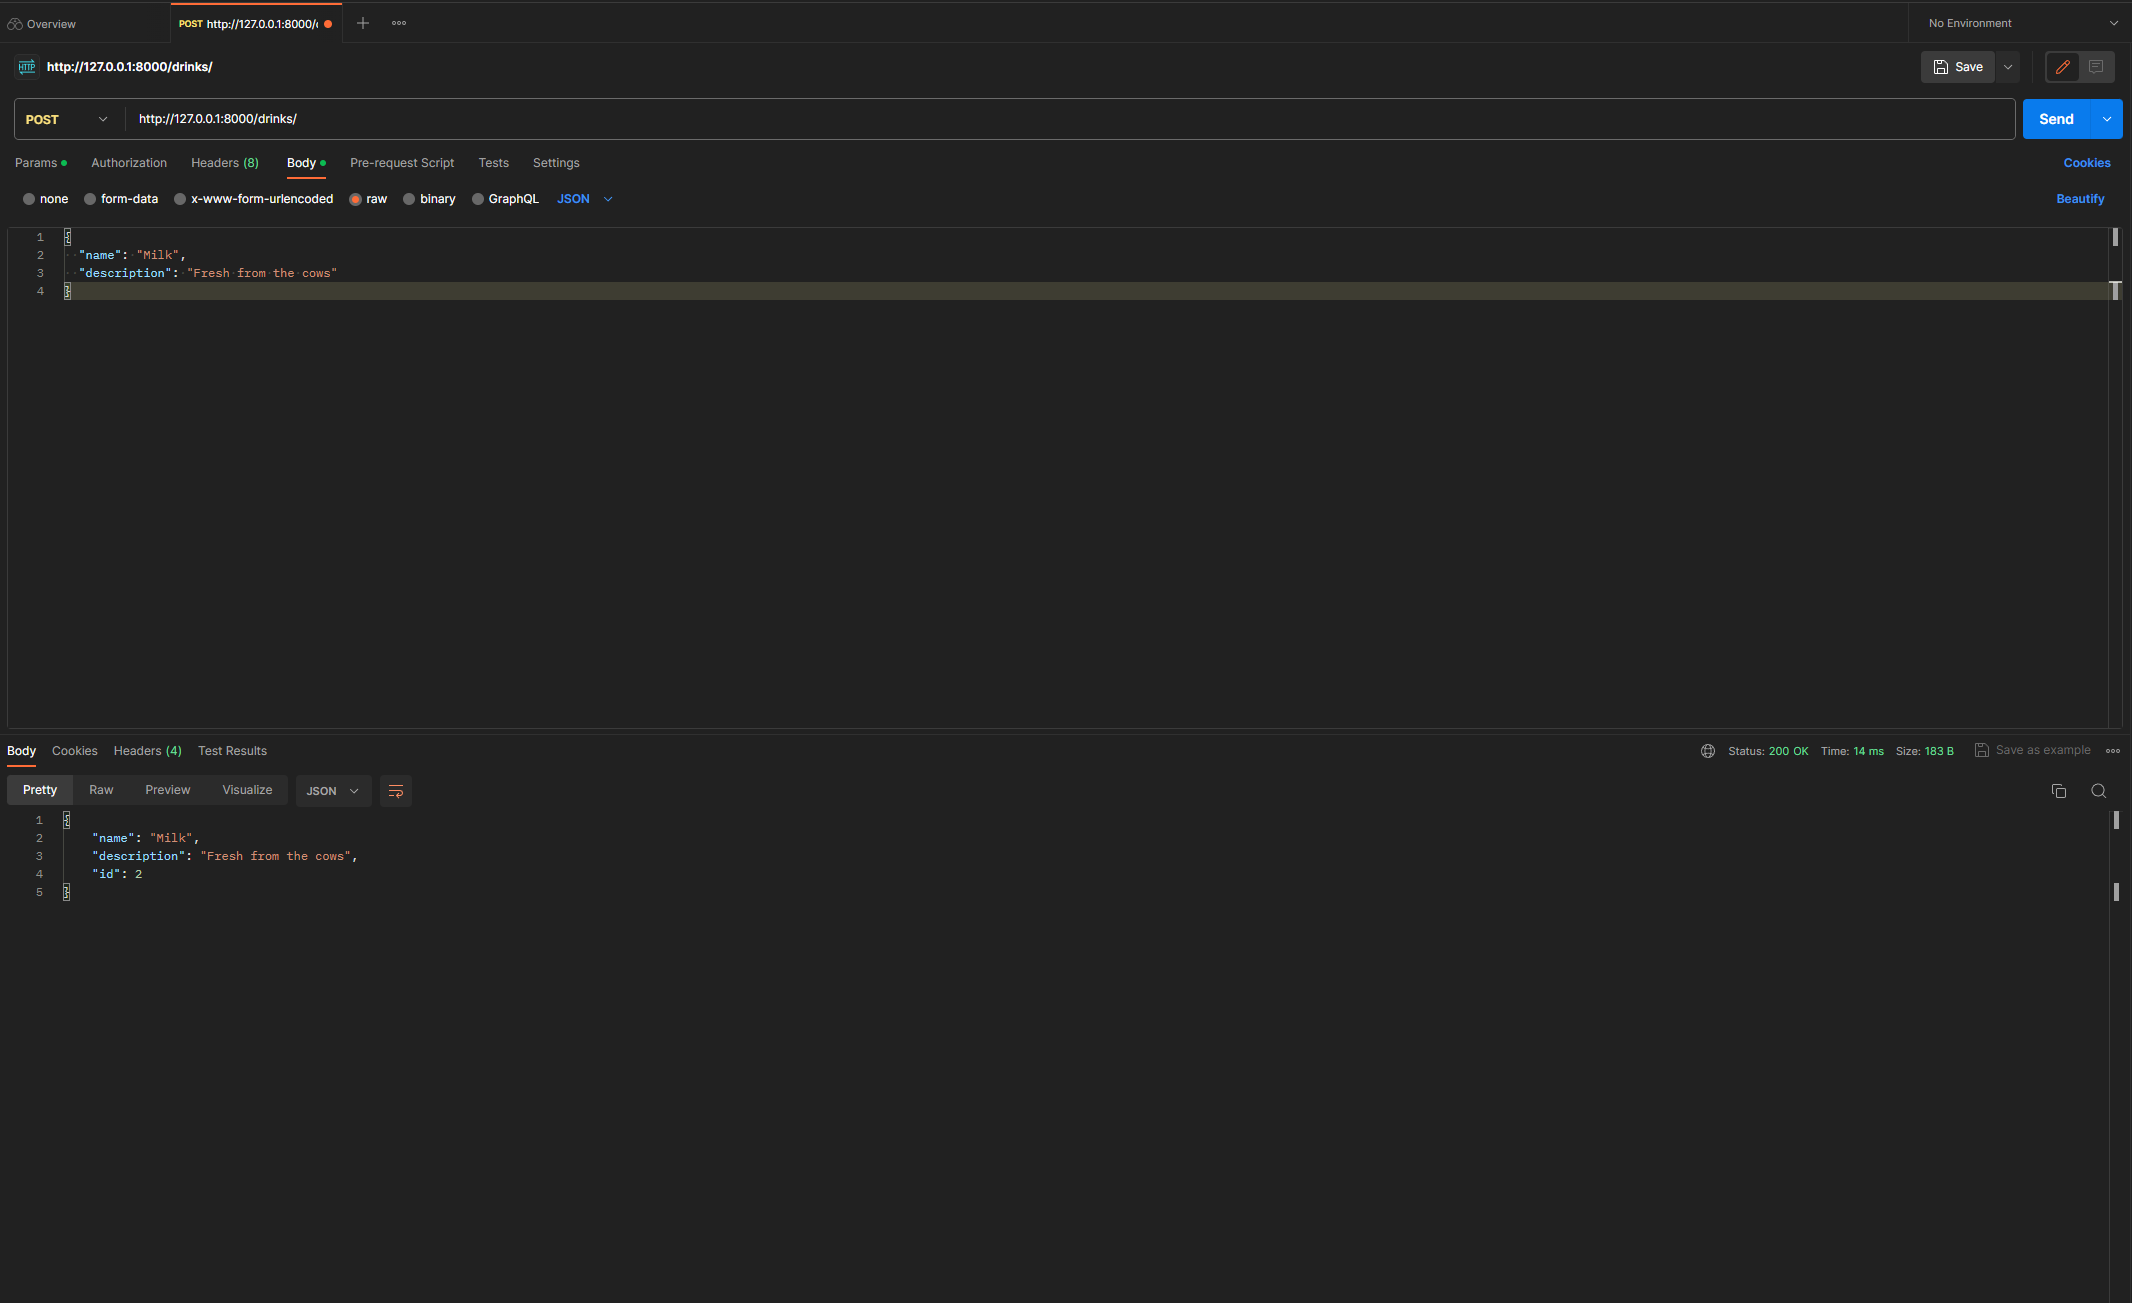 Overview
POST http://127.0.0.1:8000/
No Environment
HTTP http://127.0.0.1:8000/drinks/
Save
POST http://127.0.0.1:8000/drinks/
Send
Params Authorization Headers (8) Body Pre-request Script Tests Settings Cookies
none form-data x-www-form-urlencoded raw binary GraphQL JSON Beautify
1 {
2 "name": "Milk",
3 "description": "Fresh from the cows"
4 }
Body Cookies Headers (4) Test Results Status: 200 OK Time: 14 ms Size: 183 B Save as example
Pretty Raw Preview Visualize JSON
1 {
2 "name": "Milk",
3 "description": "Fresh from the cows",
4 "id": 2
5 }